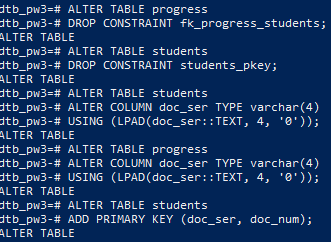 dtb_pw3=# ALTER TABLE progress
dtb_pw3-# DROP CONSTRAINT fk_progress_students;
ALTER TABLE
dtb_pw3=# ALTER TABLE students
dtb_pw3-# DROP CONSTRAINT students_pkey;
ALTER TABLE
dtb_pw3=# ALTER TABLE students
dtb_pw3-# ALTER COLUMN doc_ser TYPE varchar(4)
dtb_pw3-# USING (LPAD(doc_ser::TEXT, 4, '0'));
ALTER TABLE
dtb_pw3=# ALTER TABLE progress
dtb_pw3-# ALTER COLUMN doc_ser TYPE varchar(4)
dtb_pw3-# USING (LPAD(doc_ser::TEXT, 4, '0'));
ALTER TABLE
dtb_pw3=# ALTER TABLE students
dtb_pw3-# ADD PRIMARY KEY (doc_ser, doc_num);
ALTER TABLE